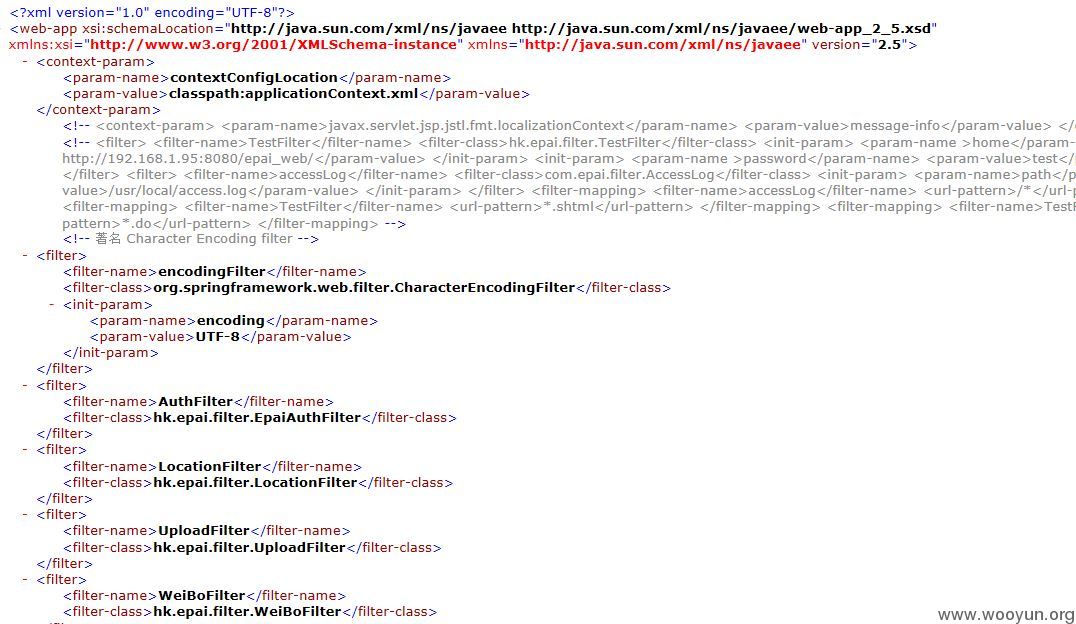 <?xml version="1.0" encoding="UTF-8"?>
<web-app xsi:schemaLocation="http://java.sun.com/xml/ns/javaee http://java.sun.com/xml/ns/javaee/web-app_2_5.xsd"
xmlns:xsi="http://www.w3.org/2001/XMLSchema-instance" xmlns="http://java.sun.com/xml/ns/javaee" version="2.5">
- <context-param>
<param-name>contextConfigLocation</param-name>
<param-value>classpath:applicationContext.xml</param-value>
</context-param>
<!-- <context-param> <param-name>javax.servlet.jsp.jstl.fmt.localizationContext</param-name> <param-value>message-info</param-value> </
<!-- <filter> <filter-name>TestFilter</filter-name> <filter-class>hk.epai.filter.TestFilter</filter-class> <init-param> <param-name >home</param-
http://192.168.1.95:8080/epai_web/</param-value> </init-param> <init-param> <param-name >password</param-name> <param-value>test</
</filter> <filter> <filter-name>accessLog</filter-name> <filter-class>com.epai.filter.AccessLog</filter-class> <init-param> <param-name>path</p
value>/usr/local/access.log</param-value> </init-param> </filter> <filter-mapping> <filter-name>accessLog</filter-name> <url-pattern>/*</url-p
<filter-mapping> <filter-name>TestFilter</filter-name> <url-pattern>*.shtml</url-pattern> </filter-mapping> <filter-mapping> <filter-name>Test
pattern>*.do</url-pattern> </filter-mapping> -->
<!-- 著名 Character Encoding filter -->
- <filter>
<filter-name>encodingFilter</filter-name>
<filter-class>org.springframework.web.filter.CharacterEncodingFilter</filter-class>
- <init-param>
<param-name>encoding</param-name>
<param-value>UTF-8</param-value>
</init-param>
</filter>
- <filter>
<filter-name>AuthFilter</filter-name>
<filter-class>hk.epai.filter.EpaiAuthFilter</filter-class>
</filter>
- <filter>
<filter-name>LocationFilter</filter-name>
<filter-class>hk.epai.filter.LocationFilter</filter-class>
</filter>
- <filter>
<filter-name>UploadFilter</filter-name>
<filter-class>hk.epai.filter.UploadFilter</filter-class>
</filter>
- <filter>
<filter-name>WeiBoFilter</filter-name>
<filter-class>hk.epai.filter.WeiBoFilter</filter-class>
www.wooyun.org